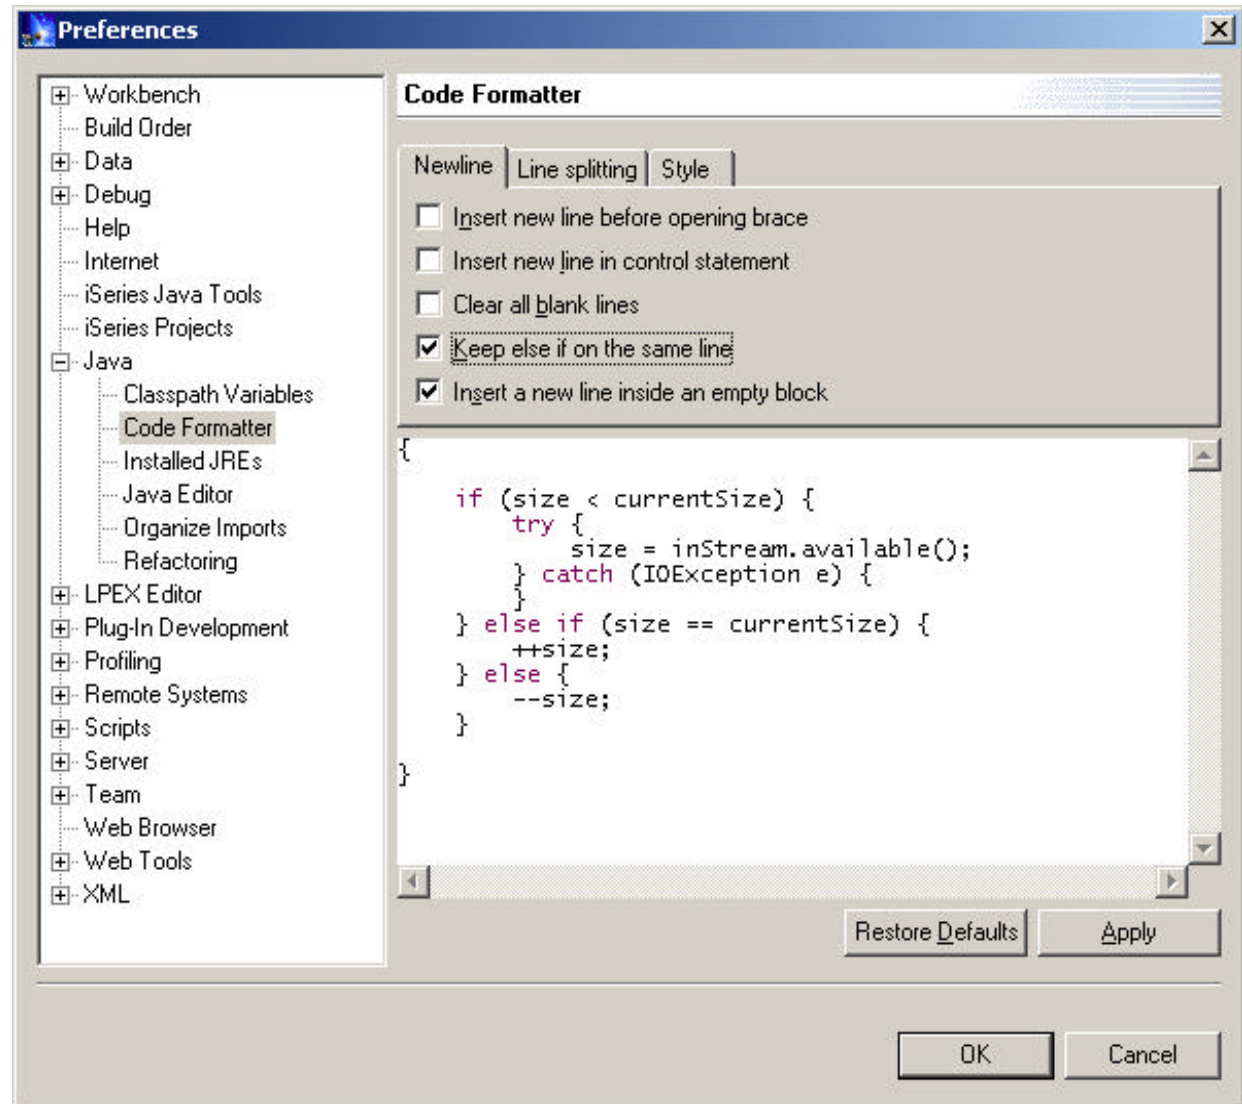 Preferences
Workbench
Build Order
Data
Debug
Help
Internet
iSeries Java Tools
iSeries Projects
Java
Classpath Variables
Code Formatter
Installed JREs
Java Editor
Organize Imports
Refactoring
LPEX Editor
Plug-In Development
Profiling
Remote Systems
Scripts
Server
Team
Web Browser
Web Tools
XML
Code Formatter
Newline Line splitting Style
Insert new line before opening brace
Insert new line in control statement
Clear all blank lines
Keep else if on the same line
Insert a new line inside an empty block
{
if (size < currentSize) {
try {
size = inStream.available();
} catch (IOException e) {
}
} else if (size == currentSize) {
++size;
} else {
--size;
}
}
Restore Defaults Apply
OK Cancel